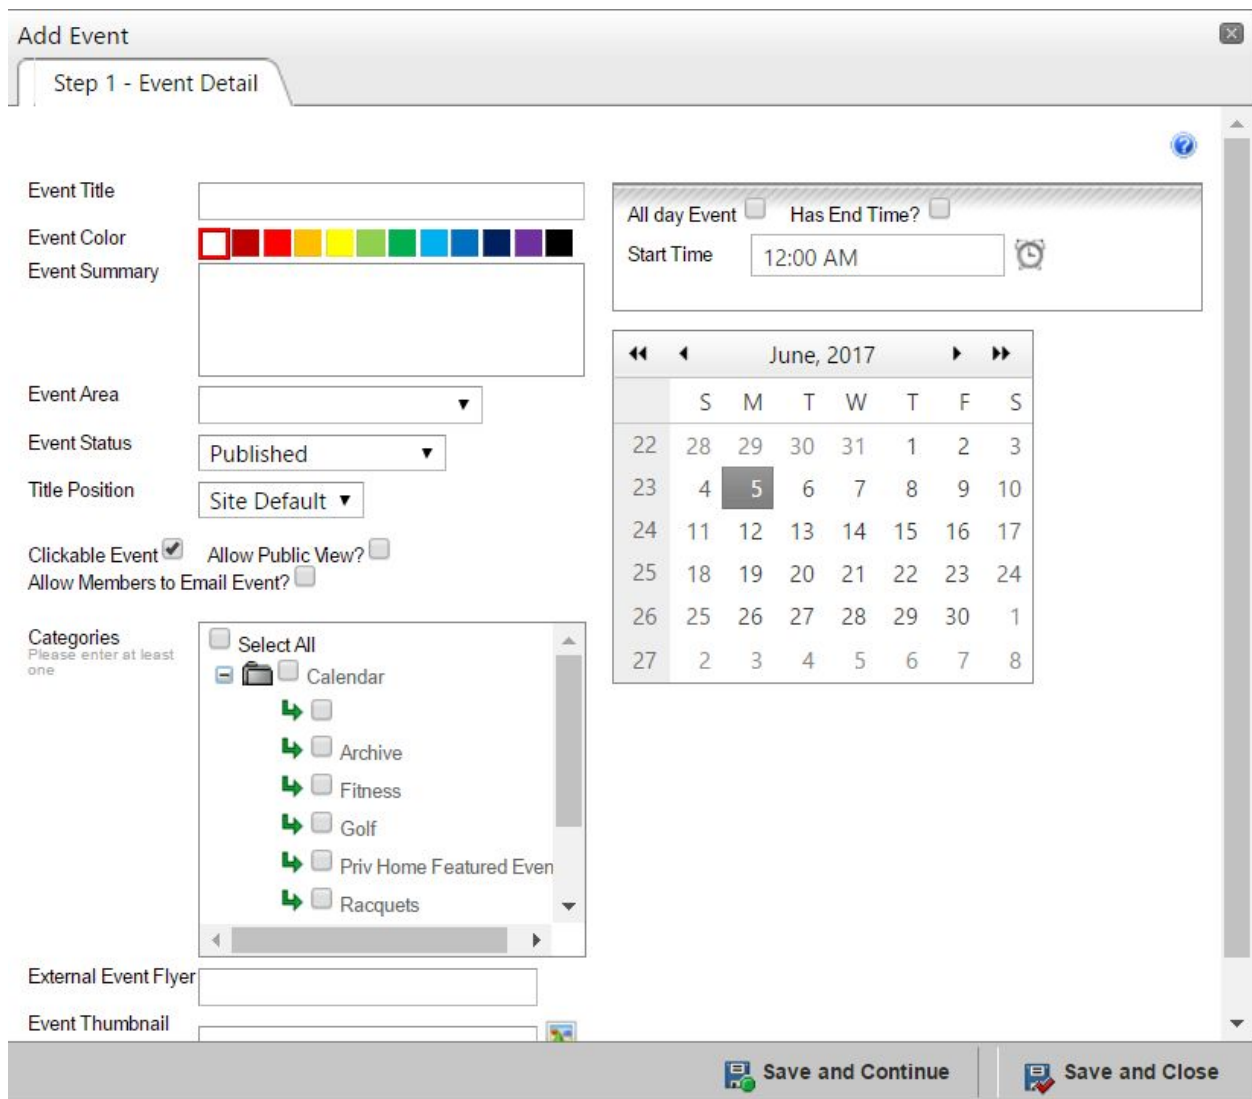 Add Event
Step 1 - Event Detail
Event Title
Event Color
Event Summary
Event Area
Event Status
Published
Title Position
Site Default
Clickable Event Allow Public View?
Allow Members to Email Event?
Categories
Please enter at least
one
Select All
Calendar
Archive
Fitness
Golf
Priv Home Featured Even
Racquets
External Event Flyer
Event Thumbnail
All day Event Has End Time?
Start Time 12:00 AM
June, 2017
S M T W T F S
22 28 29 30 31 1 2 3
23 4 5 6 7 8 9 10
24 11 12 13 14 15 16 17
25 18 19 20 21 22 23 24
26 25 26 27 28 29 30 1
27 2 3 4 5 6 7 8
Save and Continue
Save and Close